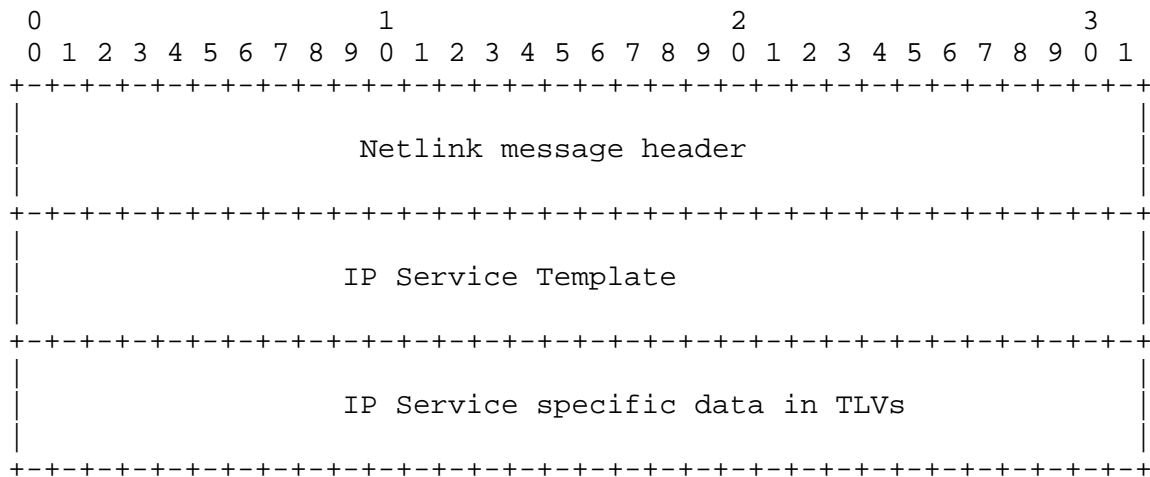 0                   1                   2                   3
 0 1 2 3 4 5 6 7 8 9 0 1 2 3 4 5 6 7 8 9 0 1 2 3 4 5 6 7 8 9 0 1
+-+-+-+-+-+-+-+-+-+-+-+-+-+-+-+-+-+-+-+-+-+-+-+-+-+-+-+-+-+-+-+-+
|                                                               |
|                   Netlink message header                      |
|                                                               |
+-+-+-+-+-+-+-+-+-+-+-+-+-+-+-+-+-+-+-+-+-+-+-+-+-+-+-+-+-+-+-+-+
|                                                               |
|                  IP Service Template                          |
|                                                               |
+-+-+-+-+-+-+-+-+-+-+-+-+-+-+-+-+-+-+-+-+-+-+-+-+-+-+-+-+-+-+-+-+
|                                                               |
|                  IP Service specific data in TLVs             |
|                                                               |
+-+-+-+-+-+-+-+-+-+-+-+-+-+-+-+-+-+-+-+-+-+-+-+-+-+-+-+-+-+-+-+-+